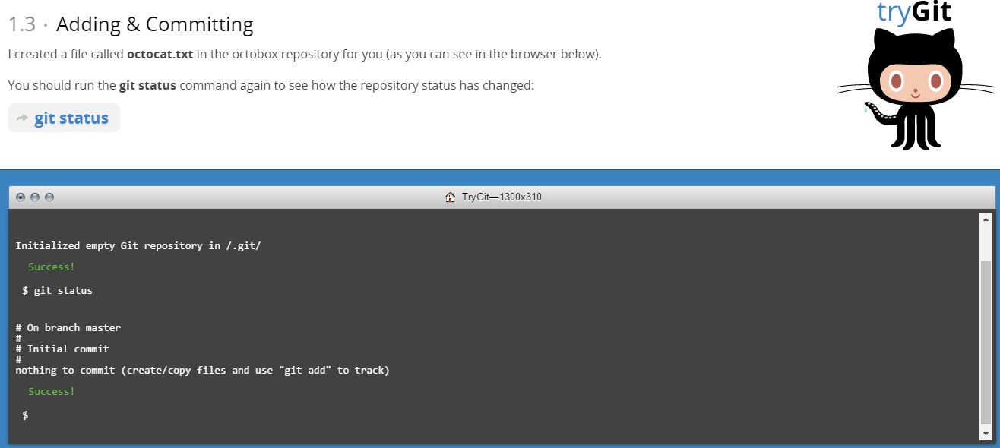 1.3 · Adding & Committing
tryGit
I created a file called octocat.txt in the octobox repository for you (as you can see in the browser below).
You should run the git status command again to see how the repository status has changed:
git status
TryGit—1300x310
Initialized empty Git repository in /.git/
Success!
$ git status
# On branch master
#
# Initial commit
#
nothing to commit (create/copy files and use "git add" to track)
Success!
$